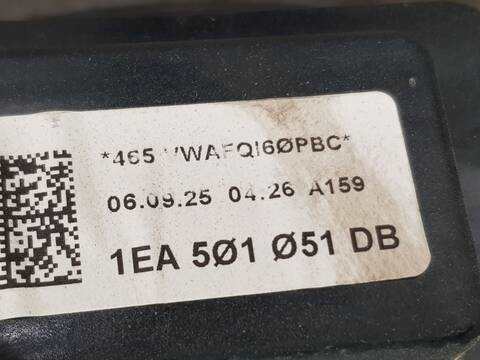 *465 VWAFQI6ØPBC*
06.09.25 04.26 A159
1EA 5Ø1 Ø51 DB